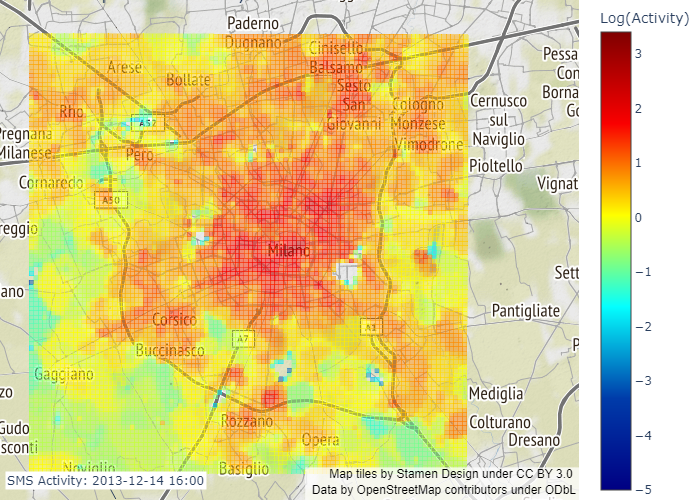 Log(Activity)
Paderno
Dugnano
Cinisello
Balsamo
Arese
Bollate
Sesto
San
Giovanni
Rho
A52
Cologno
Monzese
Cernusco
sul
Naviglio
Pregnana
Milanese
Pero
Vimodrone
Pioltello
Cornaredo
A50
Vignat
reggio
Milano
Sett
ano
Pantigliate
Corsico
A7
A1
Buccinasco
Gaggiano
Mediglia
zzo
Rozzano
Colturano
Gudo
sconti
Opera
Dresano
Noviglio
Basiglio
Pessa
Con
Borna
Go
P
3
2
1
0
−1
−2
−3
−4
−5
SMS Activity: 2013-12-14 16:00
Map tiles by Stamen Design under CC BY 3.0
Data by OpenStreetMap contributors under ODbL